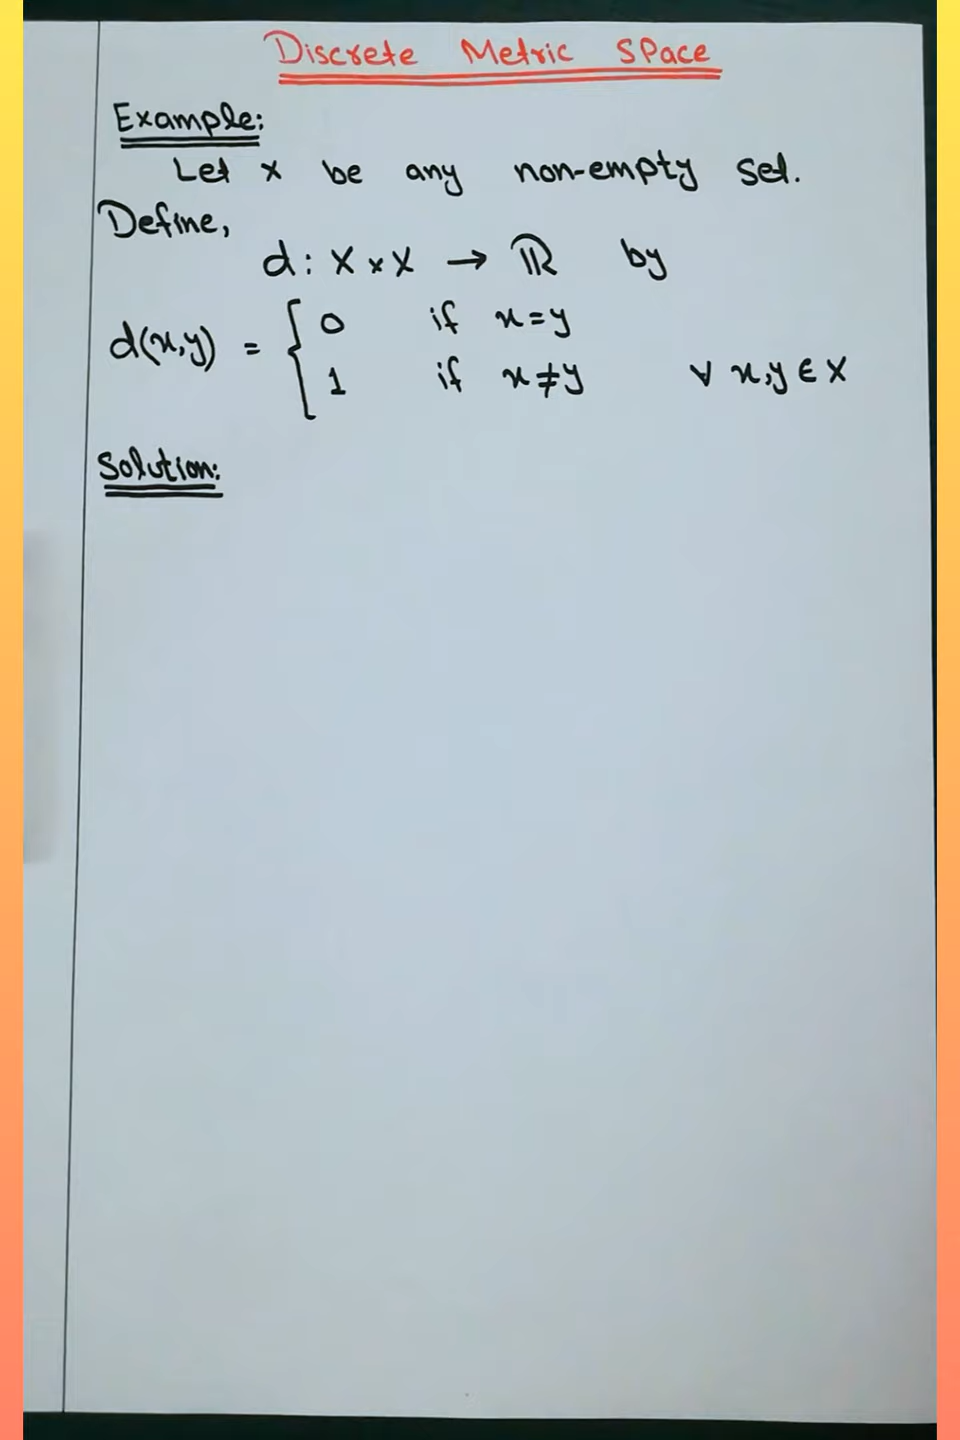 Discrete Metric SPace
Example:
Let X be any non-empty set.
Define,
d: X × X → ℝ by
d(x,y) = { 0 if x=y
1 if x≠y ∀ x,y ∈ X
Solution: